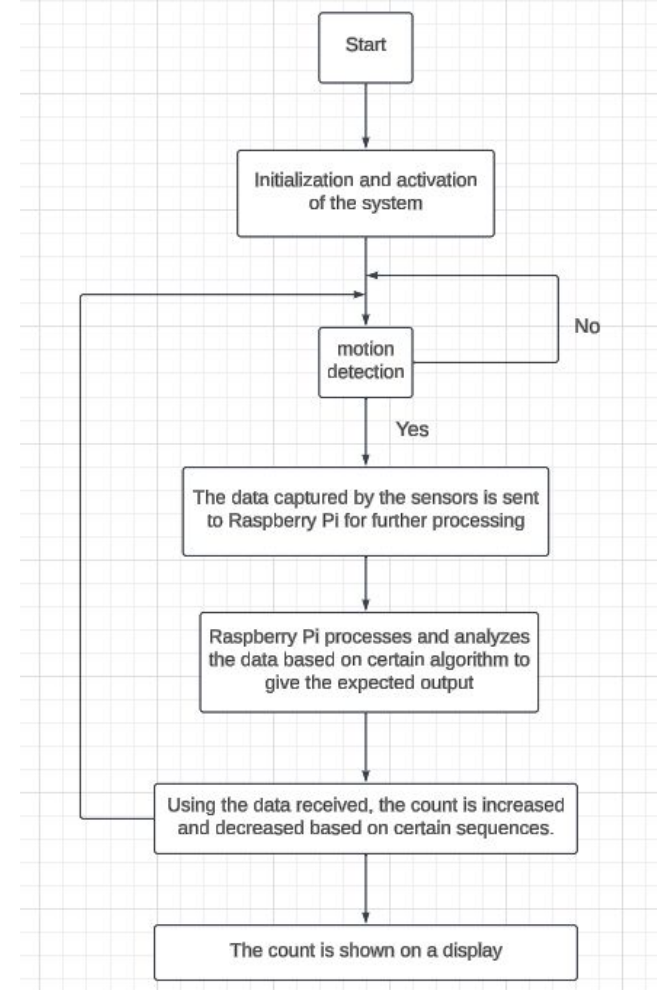 Start
Initialization and activation
of the system
No
motion
detection
Yes
The data captured by the sensors is sent
to Raspberry Pi for further processing
Raspberry Pi processes and analyzes
the data based on certain algorithm to
give the expected output
Using the data received, the count is increased
and decreased based on certain sequences.
The count is shown on a display